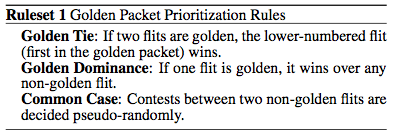 Ruleset 1 Golden Packet Prioritization Rules
Golden Tie: If two flits are golden, the lower-numbered flit
(first in the golden packet) wins.
Golden Dominance: If one flit is golden, it wins over any
non-golden flit.
Common Case: Contests between two non-golden flits are
decided pseudo-randomly.